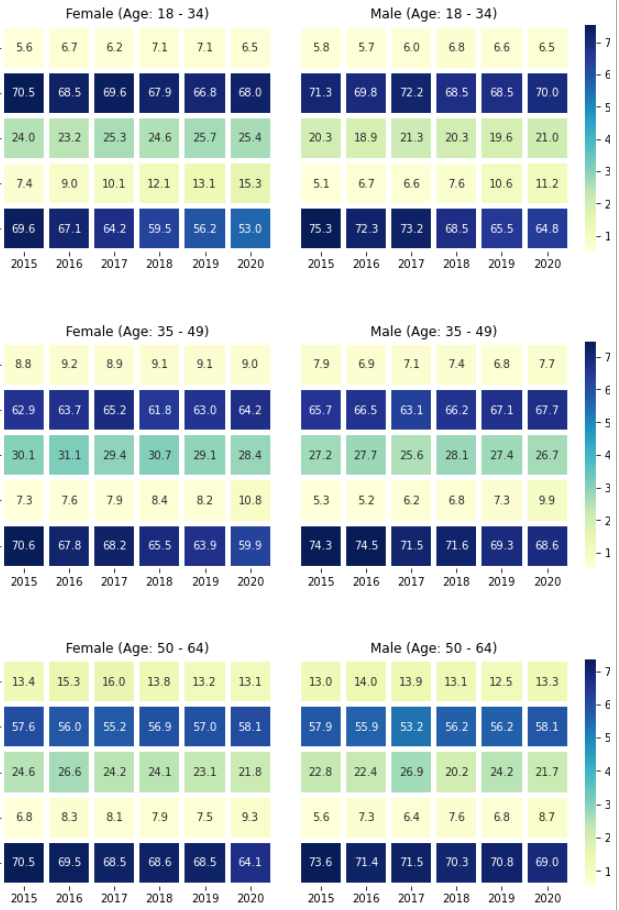 Female (Age: 18 - 34) Male (Age: 18 - 34)
5.6 6.7 6.2 7.1 7.1 6.5 5.8 5.7 6.0 6.8 6.6 6.5 7
70.5 68.5 69.6 67.9 66.8 68.0 71.3 69.8 72.2 68.5 68.5 70.0 6
5
24.0 23.2 25.3 24.6 25.7 25.4 20.3 18.9 21.3 20.3 19.6 21.0 4
3
7.4 9.0 10.1 12.1 13.1 15.3 5.1 6.7 6.6 7.6 10.6 11.2 2
69.6 67.1 64.2 59.5 56.2 53.0 75.3 72.3 73.2 68.5 65.5 64.8 1
2015 2016 2017 2018 2019 2020 2015 2016 2017 2018 2019 2020
Female (Age: 35 - 49) Male (Age: 35 - 49)
8.8 9.2 8.9 9.1 9.1 9.0 7.9 6.9 7.1 7.4 6.8 7.7 7
62.9 63.7 65.2 61.8 63.0 64.2 65.7 66.5 63.1 66.2 67.1 67.7 6
5
30.1 31.1 29.4 30.7 29.1 28.4 27.2 27.7 25.6 28.1 27.4 26.7 4
3
7.3 7.6 7.9 8.4 8.2 10.8 5.3 5.2 6.2 6.8 7.3 9.9 2
70.6 67.8 68.2 65.5 63.9 59.9 74.3 74.5 71.5 71.6 69.3 68.6 1
2015 2016 2017 2018 2019 2020 2015 2016 2017 2018 2019 2020
Female (Age: 50 - 64) Male (Age: 50 - 64)
13.4 15.3 16.0 13.8 13.2 13.1 13.0 14.0 13.9 13.1 12.5 13.3 7
57.6 56.0 55.2 56.9 57.0 58.1 57.9 55.9 53.2 56.2 56.2 58.1 6
5
24.6 26.6 24.2 24.1 23.1 21.8 22.8 22.4 26.9 20.2 24.2 21.7 4
3
6.8 8.3 8.1 7.9 7.5 9.3 5.6 7.3 6.4 7.6 6.8 8.7 2
70.5 69.5 68.5 68.6 68.5 64.1 73.6 71.4 71.5 70.3 70.8 69.0 1
2015 2016 2017 2018 2019 2020 2015 2016 2017 2018 2019 2020